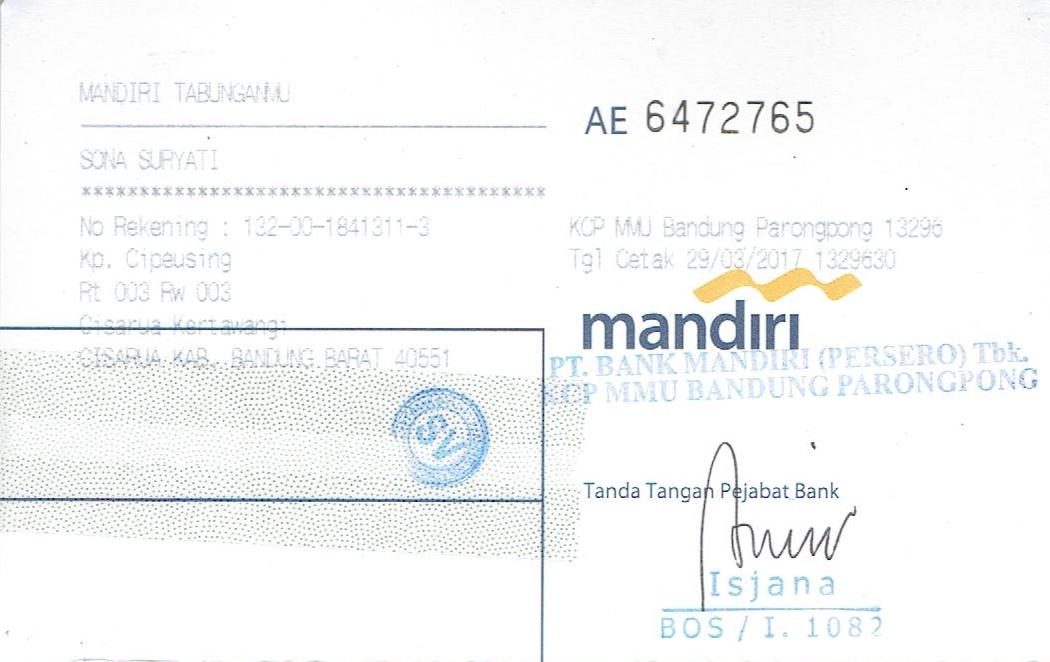 MANDIRI TABUNGANMU
AE 6472765
SONA SURYATI
****************************************
No Rekening : 132-00-1841311-3
KCP MMU Bandung Parongpong 13296
Kp. Cipeusing
Tgl Cetak 29/03/2017 1329630
Rt 003 Rw 003
mandırı
Cisarua Kertawangi
CISARUA KAB. BANDUNG BARAT 40551
PT. BANK MANDIRI (PERSERO) Tbk.
KCP MMU BANDUNG PARONGPONG
SV
Tanda Tangan Pejabat Bank
Isjana
BOS / I. 1082